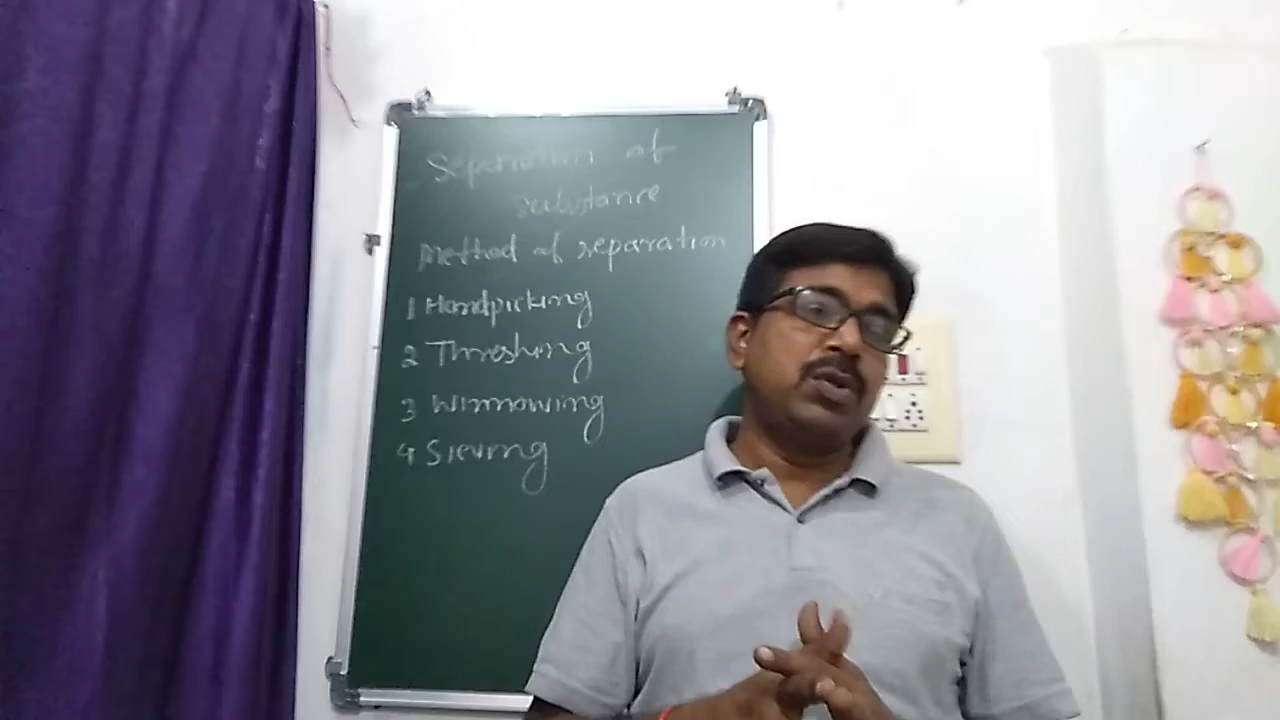 Separation of
substance
Method of separation
1 Handpicking
2 Threshing
3 Winnowing
4 Sieving